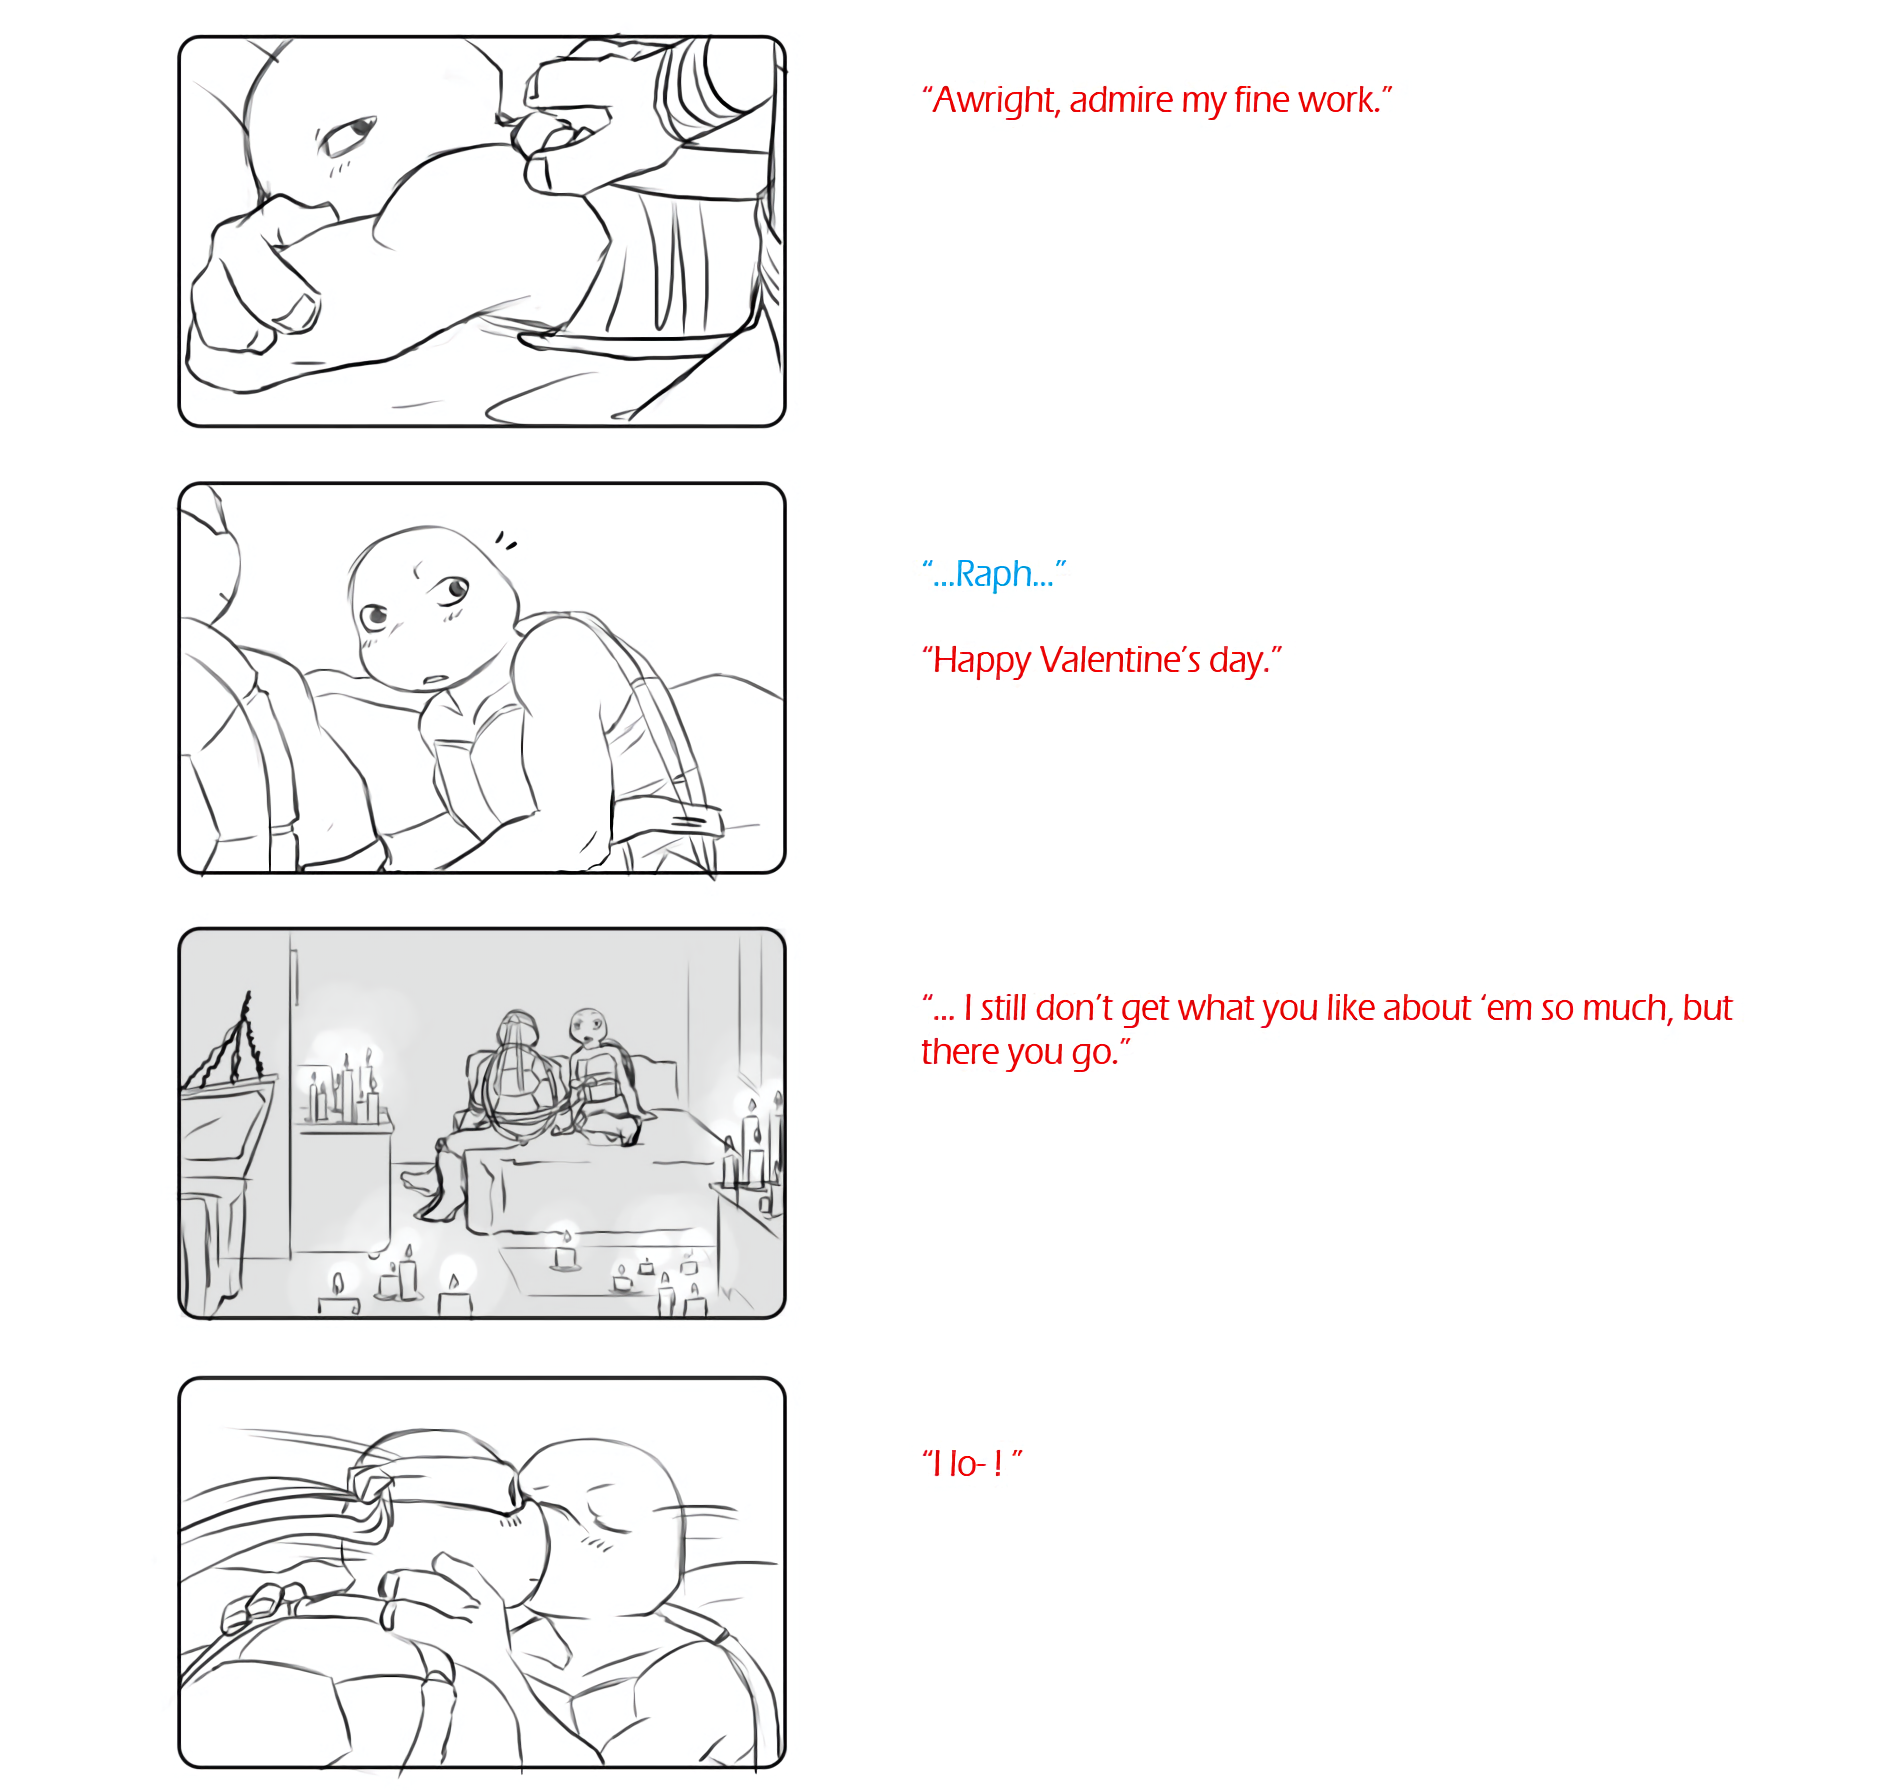 “Awright, admire my fine work.”
“...Raph...”
“Happy Valentine’s day.”
“... I still don’t get what you like about ‘em so much, but
there you go.”
“I lo- ! ”